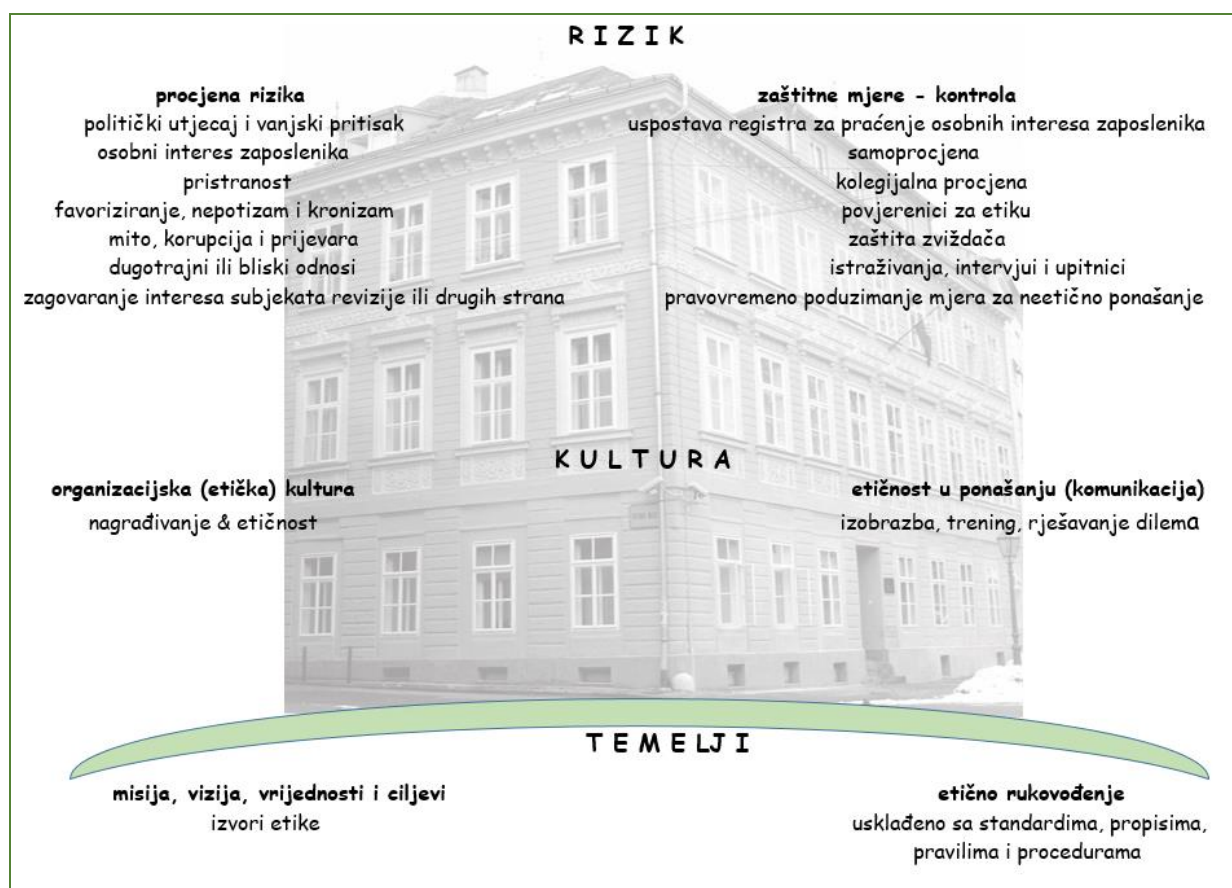 R I Z I K
procjena rizika
politički utjecaj i vanjski pritisak
osobni interes zaposlenika
pristranost
favoriziranje, nepotizam i kronizam
mito, korupcija i prijevara
dugotrajni ili bliski odnosi
zagovaranje interesa subjekata revizije ili drugih strana
zaštitne mjere - kontrola
uspostava registra za praćenje osobnih interesa zaposlenika
samoprocjena
kolegijalna procjena
povjerenici za etiku
zaštita zviždača
istraživanja, intervjui i upitnici
pravovremeno poduzimanje mjera za neetično ponašanje
K U L T U R A
organizacijska (etička) kultura
nagrađivanje & etičnost
etičnost u ponašanju (komunikacija)
izobrazba, trening, rješavanje dilema
T E M E LJ I
misija, vizija, vrijednosti i ciljevi
izvori etike
etično rukovođenje
usklađeno sa standardima, propisima,
pravilima i procedurama